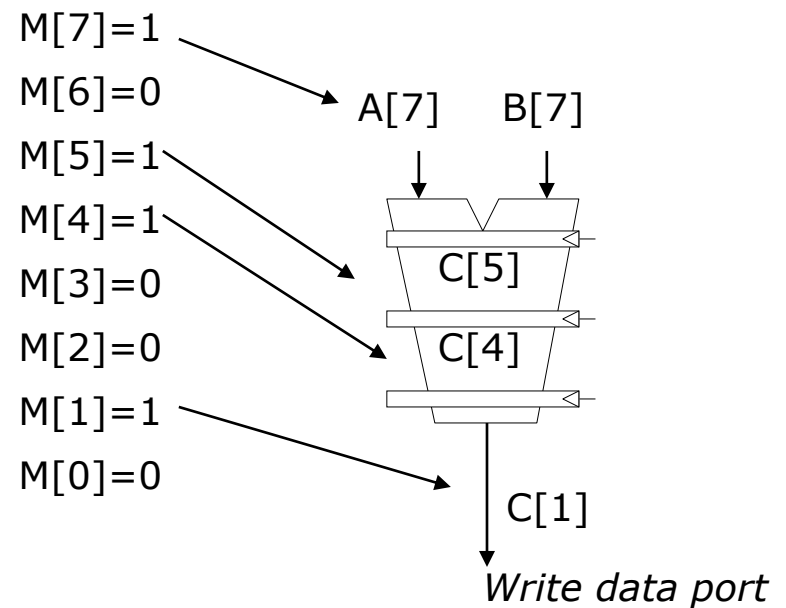 M[7]=1
M[6]=0
M[5]=1
M[4]=1
M[3]=0
M[2]=0
M[1]=1
M[0]=0
A[7] B[7]
C[5]
C[4]
C[1]
Write data port